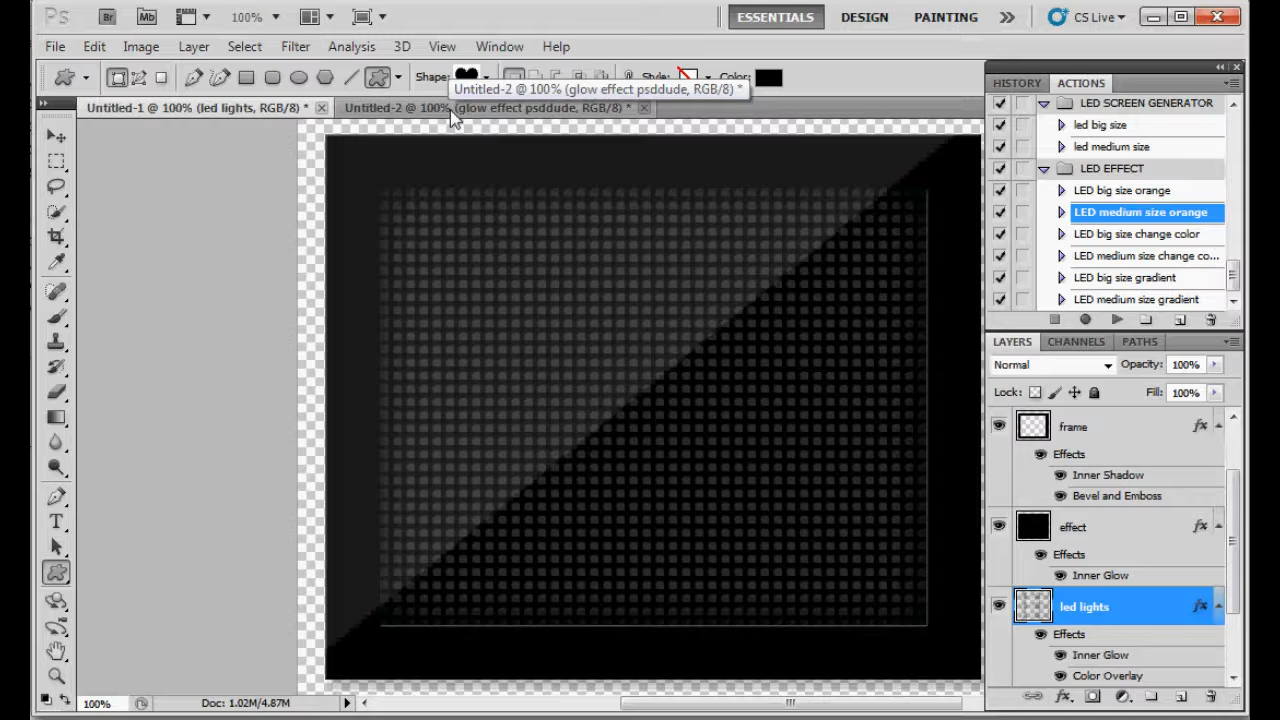 Ps Br Mb 100% ESSENTIALS DESIGN PAINTING CS Live
File Edit Image Layer Select Filter Analysis 3D View Window Help
Shape: Style: Color:
Untitled-2 @ 100% (glow effect psddude, RGB/8) *
Untitled-1 @ 100% (led lights, RGB/8) *
Untitled-2 @ 100% (glow effect psddude, RGB/8) *
HISTORY ACTIONS
LED SCREEN GENERATOR
led big size
led medium size
LED EFFECT
LED big size orange
LED medium size orange
LED big size change color
LED medium size change co...
LED big size gradient
LED medium size gradient
LAYERS CHANNELS PATHS
Normal Opacity: 100%
Lock: Fill: 100%
frame fx
Effects
Inner Shadow
Bevel and Emboss
effect fx
Effects
Inner Glow
led lights fx
Effects
Inner Glow
Color Overlay
fx
T
100% Doc: 1.02M/4.87M